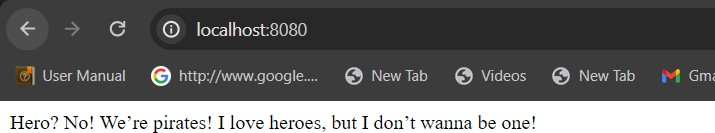 localhost:8080
User Manual http://www.google.... New Tab Videos New Tab Gma
Hero? No! We’re pirates! I love heroes, but I don’t wanna be one!